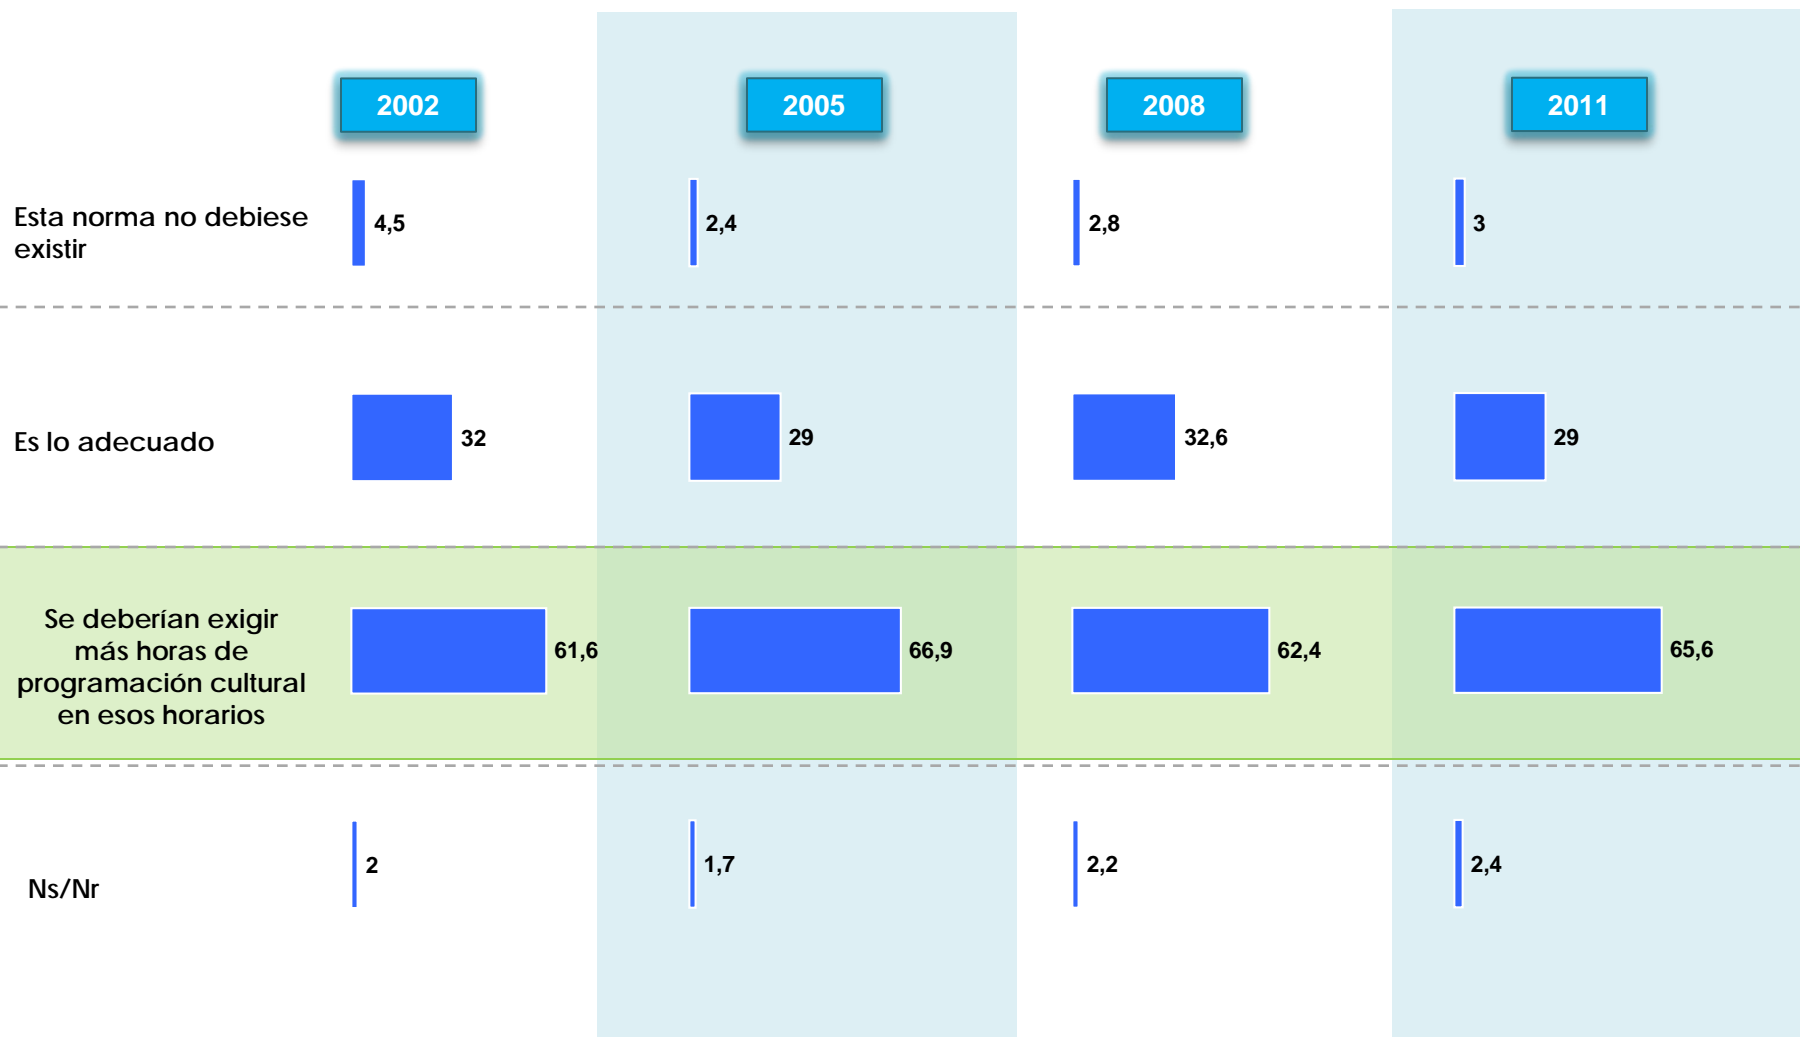 2002
2005
2008
2011
Esta norma no debiese
existir
4,5
2,4
2,8
3
Es lo adecuado
32
29
32,6
29
Se deberían exigir
más horas de
programación cultural
en esos horarios
61,6
66,9
62,4
65,6
Ns/Nr
2
1,7
2,2
2,4